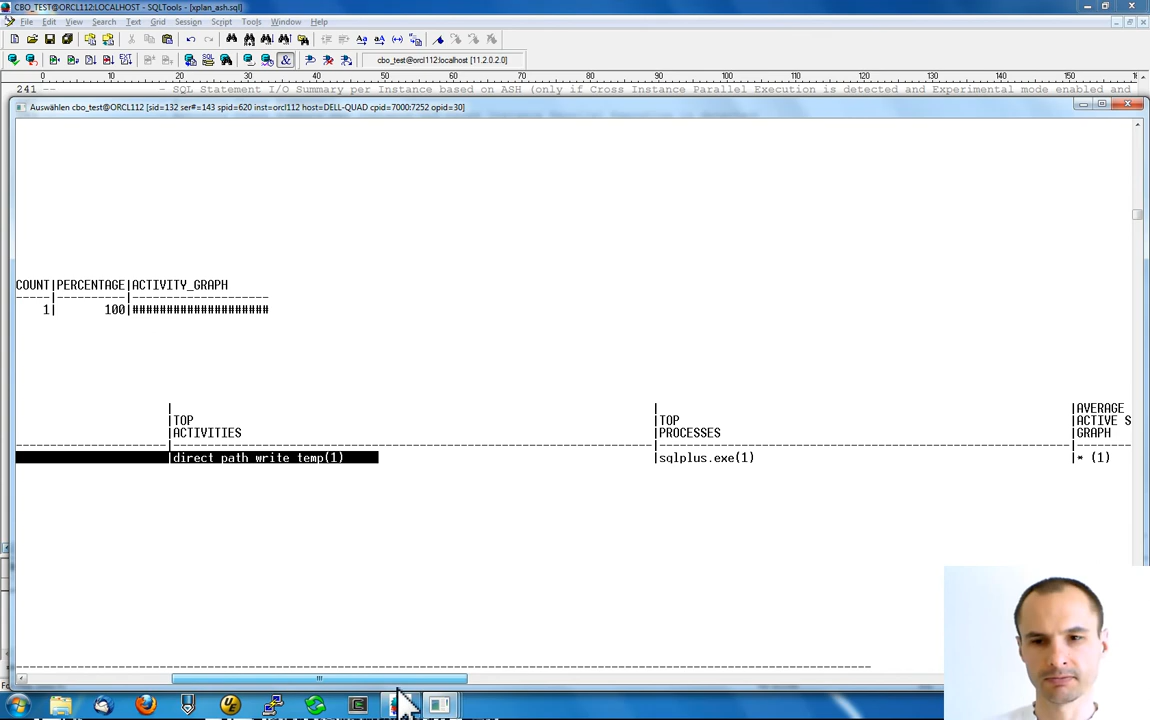 CBO_TEST@ORCL112:LOCALHOST - SQLTools - [xplan_ash.sql]
File Edit View Search Text Grid Session Script Tools Window Help
cbo_test@orcl112:localhost [11.2.0.2.0]
0 10 20 30 40 50 60 70 80 90 100 110 120 130 140 150
241 -- - SQL Statement I/O Summary per Instance based on ASH (only if Cross Instance Parallel Execution is detected and Experimental mode enabled and
Auswählen cbo_test@ORCL112 [sid=132 ser#=143 spid=620 inst=orcl112 host=DELL-QUAD cpid=7000:7252 opid=30]
COUNT|PERCENTAGE|ACTIVITY_GRAPH
-----|----------|--------------------
1| 100|####################
| | |AVERAGE
|TOP |TOP |ACTIVE S
|ACTIVITIES |PROCESSES |GRAPH
|direct path write temp(1) |sqlplus.exe(1) |* (1)